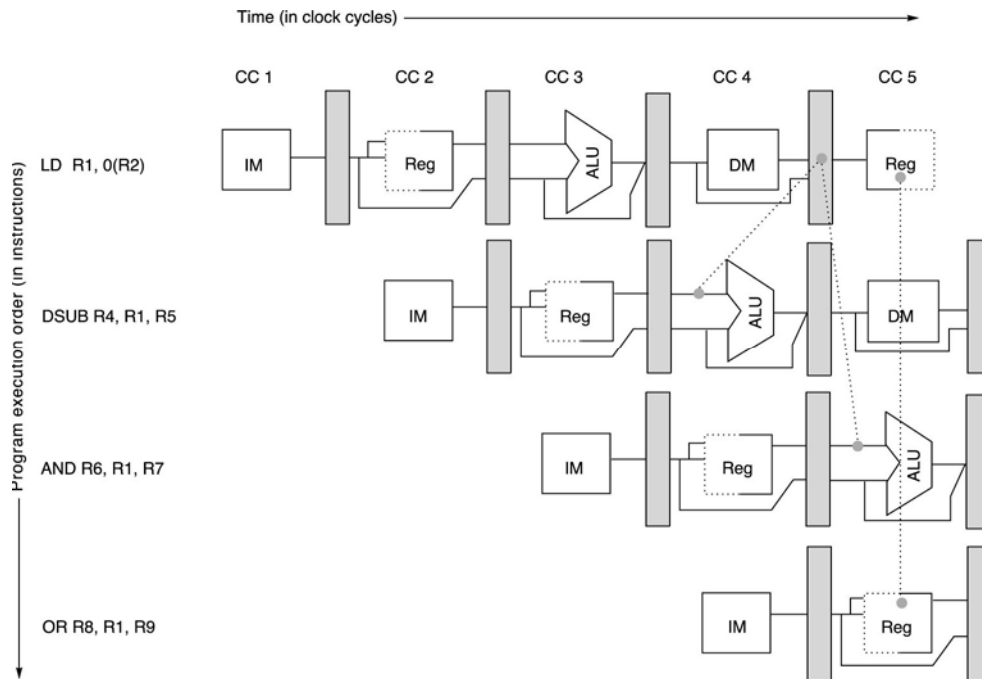 Time (in clock cycles)
CC 1 CC 2 CC 3 CC 4 CC 5
Program execution order (in instructions)
LD R1, 0(R2)
IM Reg ALU DM Reg
DSUB R4, R1, R5
IM Reg ALU DM
AND R6, R1, R7
IM Reg ALU
OR R8, R1, R9
IM Reg